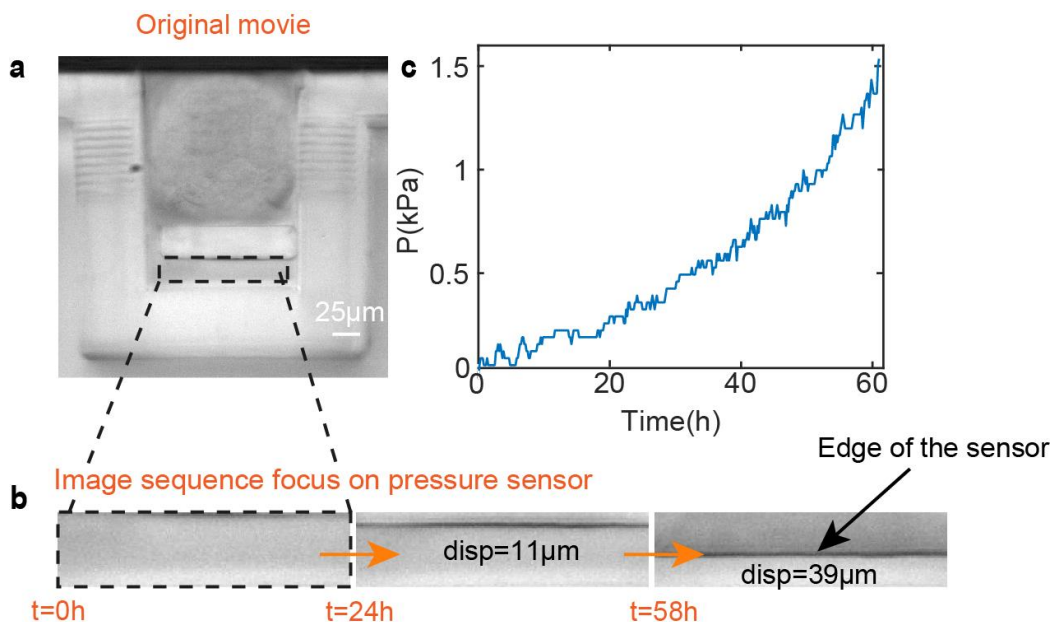 Original movie
a
25µm
c
1.5
1
0.5
0
P(kPa)
0
20
40
60
Time(h)
Edge of the sensor
Image sequence focus on pressure sensor
b
disp=11µm
disp=39µm
t=0h
t=24h
t=58h